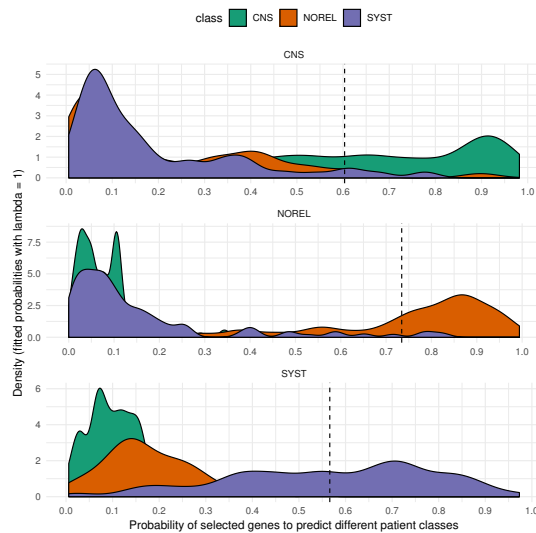 class CNS NOREL SYST
CNS
5
4
3
2
1
0
0.0 0.1 0.2 0.3 0.4 0.5 0.6 0.7 0.8 0.9 1.0
NOREL
7.5
5.0
2.5
0.0
0.0 0.1 0.2 0.3 0.4 0.5 0.6 0.7 0.8 0.9 1.0
SYST
6
4
2
0
0.0 0.1 0.2 0.3 0.4 0.5 0.6 0.7 0.8 0.9 1.0
Density (fitted probabilities with lambda = 1)
Probability of selected genes to predict different patient classes